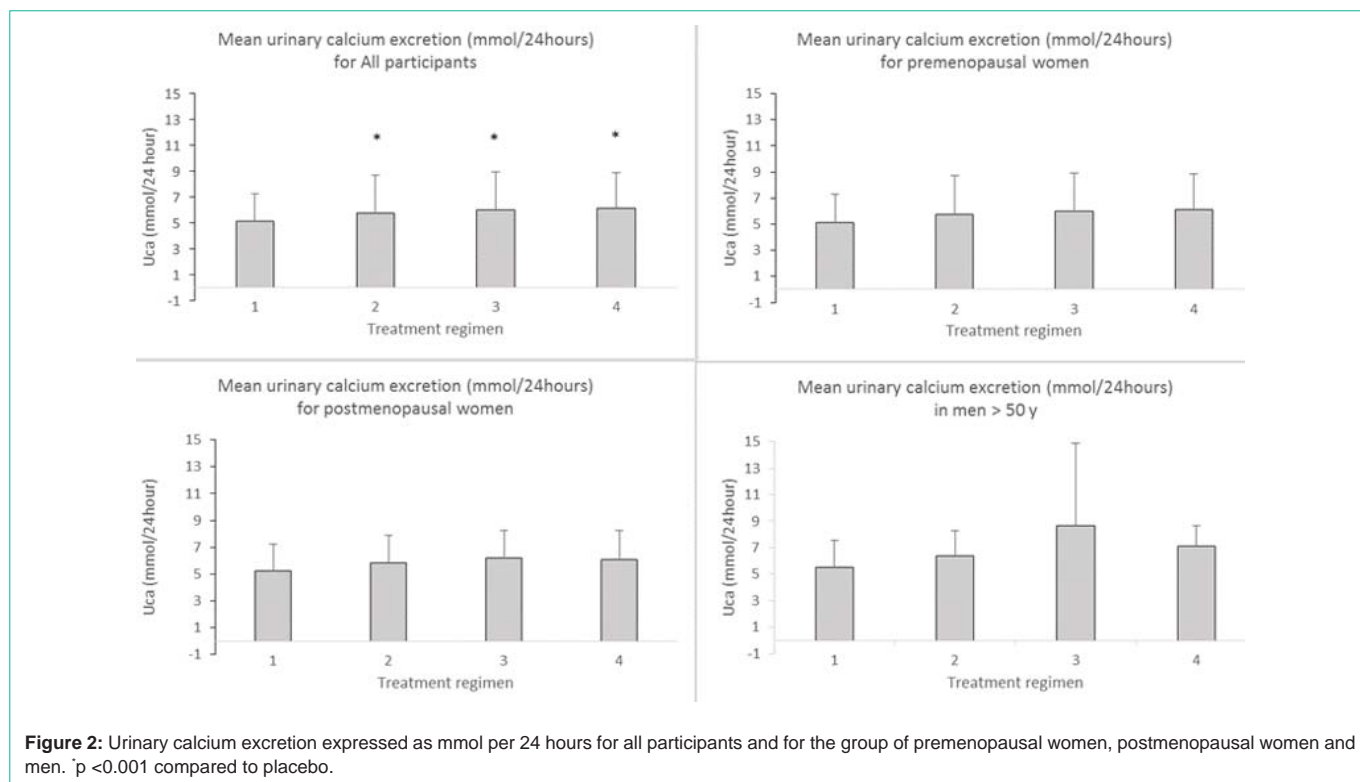 Mean urinary calcium excretion (mmol/24hours)
for All participants
15
13
11
9
7
5
3
1
-1
Uca (mmol/24 hour)
*
*
*
1 2 3 4
Treatment regimen
Mean urinary calcium excretion (mmol/24hours)
for premenopausal women
15
13
11
9
7
5
3
1
-1
Uca (mmol/24hour)
1 2 3 4
Treatment regimen
Mean urinary calcium excretion (mmol/24hours)
for postmenopausal women
15
13
11
9
7
5
3
1
-1
Uca (mmol/24hour)
1 2 3 4
Treatment regimen
Mean urinary calcium excretion (mmol/24hours)
in men > 50 y
15
13
11
9
7
5
3
1
-1
Uca (mmol/24hour)
1 2 3 4
Treatment regimen
Figure 2: Urinary calcium excretion expressed as mmol per 24 hours for all participants and for the group of premenopausal women, postmenopausal women and
men. *p <0.001 compared to placebo.